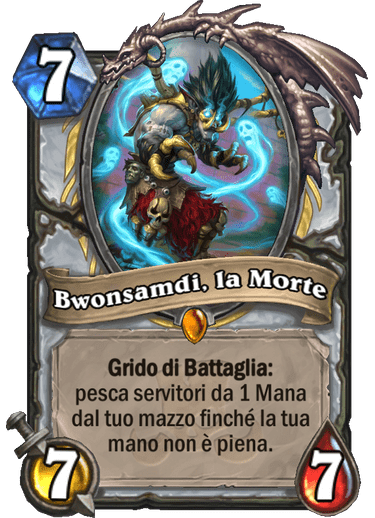 7
Bwonsamdi, la Morte
Grido di Battaglia:
pesca servitori da 1 Mana
dal tuo mazzo finché la tua
mano non è piena.
7
7